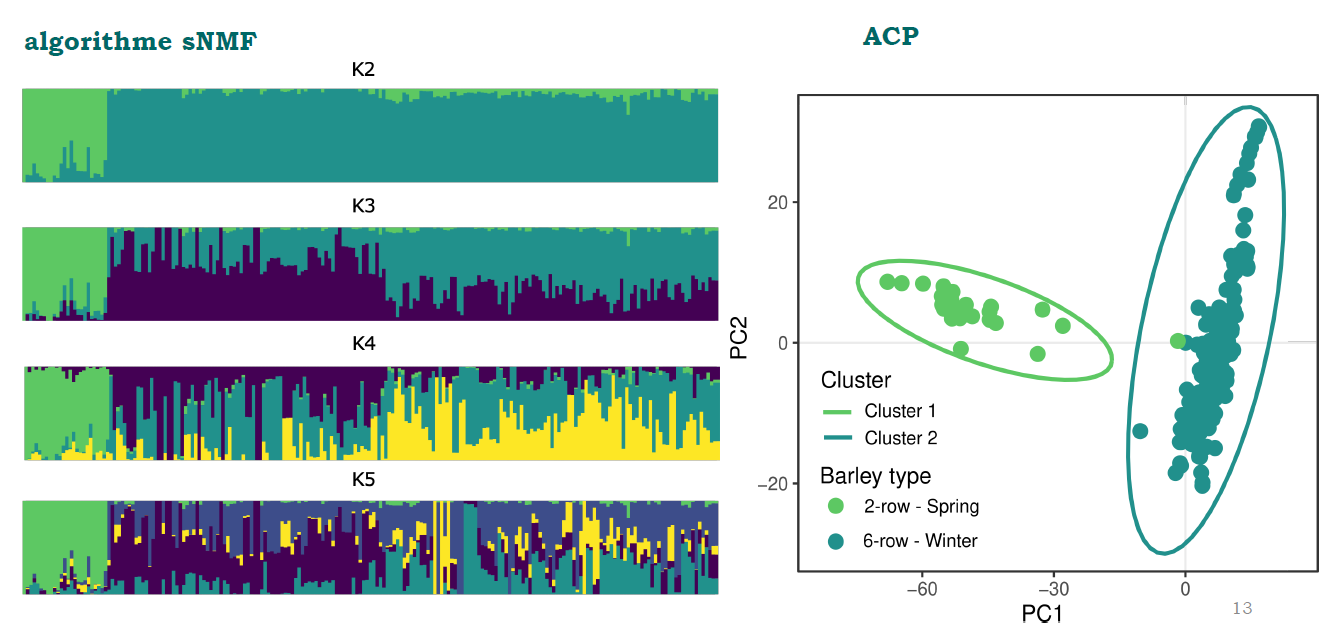 algorithme sNMF
K2
K3
K4
K5
ACP
PC2
20
0
−20
Cluster
Cluster 1
Cluster 2
Barley type
2-row - Spring
6-row - Winter
−60
−30
0
PC1
13